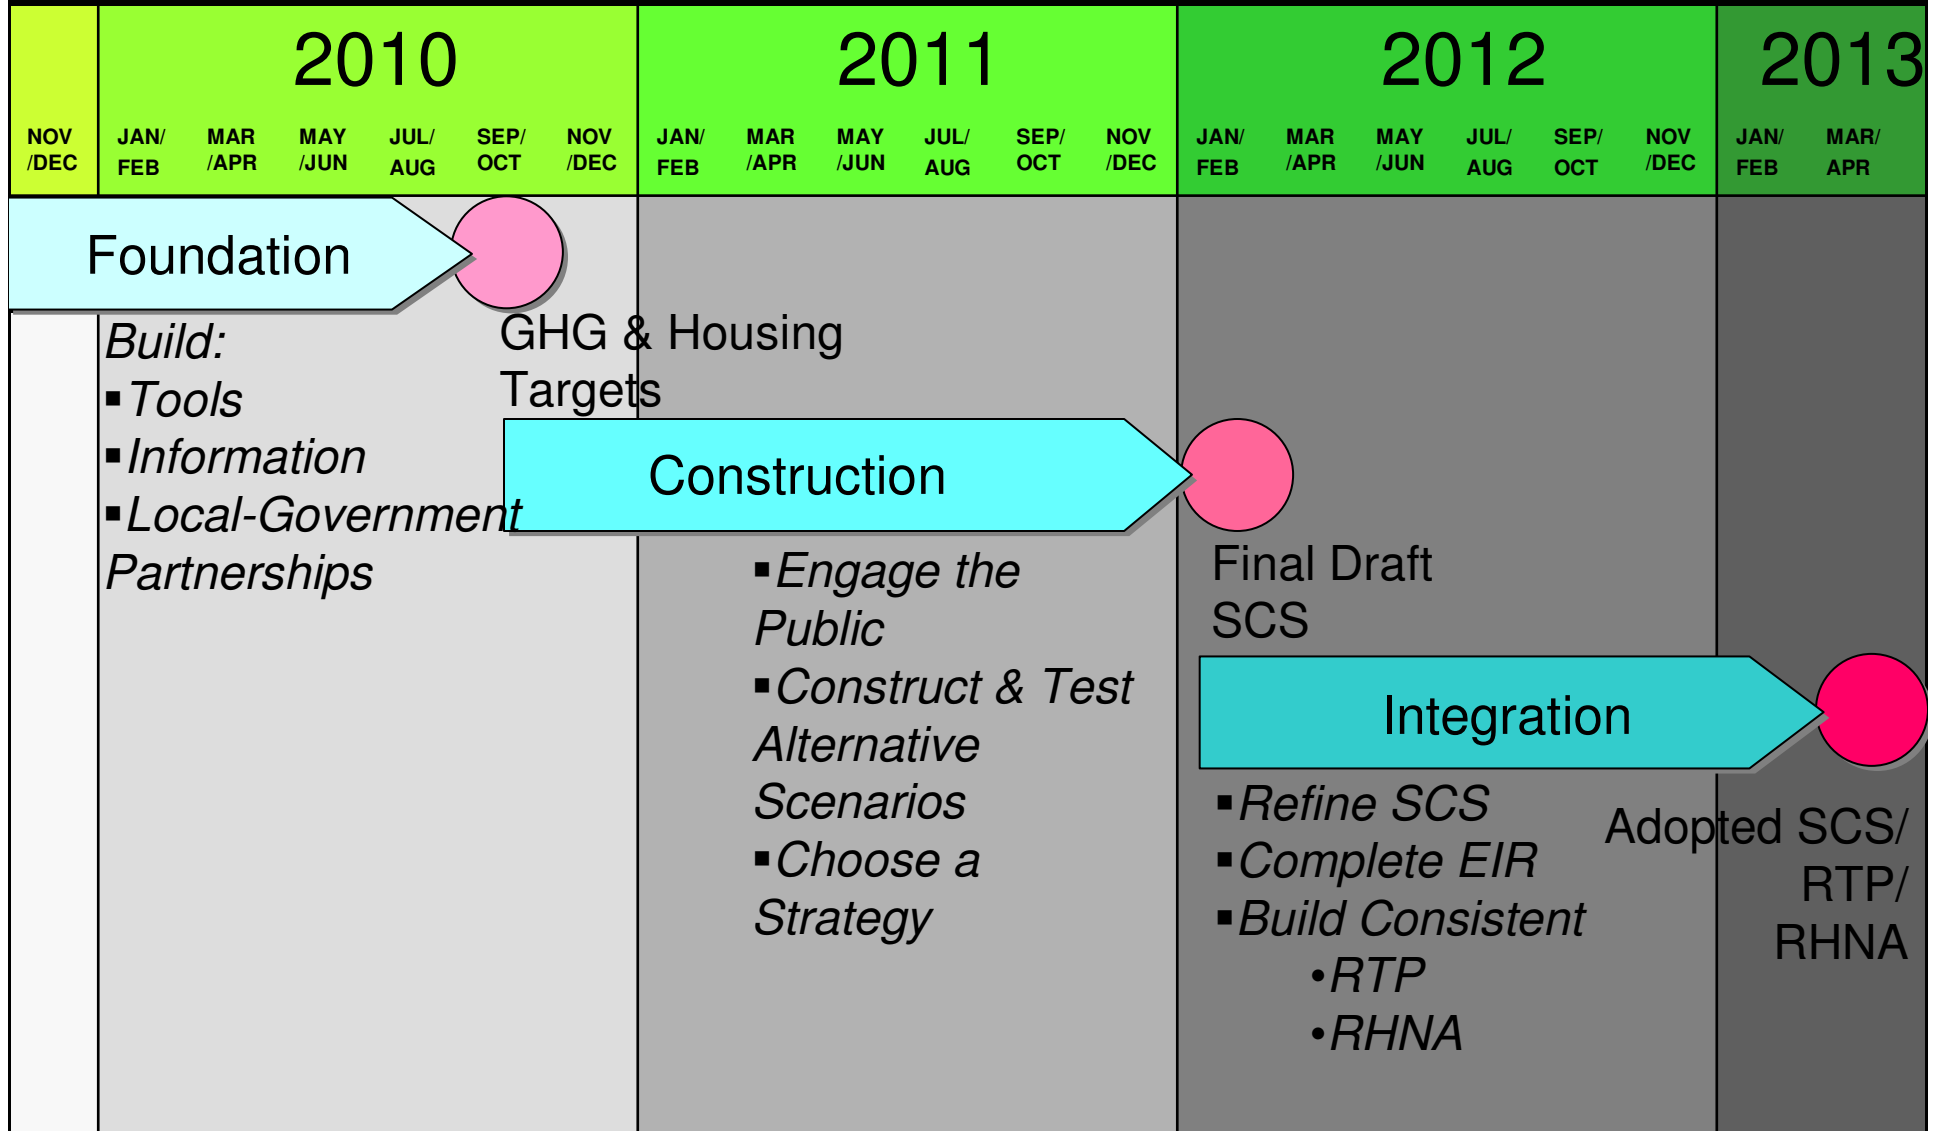 2010 2011 2012 2013
NOV JAN/ MAR MAY JUL/ SEP/ NOV JAN/ MAR MAY JUL/ SEP/ NOV JAN/ MAR MAY JUL/ SEP/ NOV JAN/ MAR/
/DEC FEB /APR /JUN AUG OCT /DEC FEB /APR /JUN AUG OCT /DEC FEB /APR /JUN AUG OCT /DEC FEB APR
Foundation
Build:
▪Tools
▪Information
▪Local-Government
Partnerships
GHG & Housing
Targets
Construction
▪Engage the
Public
▪Construct & Test
Alternative
Scenarios
▪Choose a
Strategy
Final Draft
SCS
Integration
▪Refine SCS
▪Complete EIR
▪Build Consistent
•RTP
•RHNA
Adopted SCS/
RTP/
RHNA